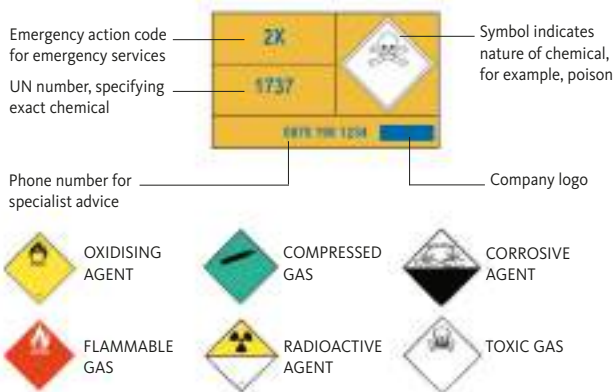 Emergency action code
for emergency services
2X
Symbol indicates
nature of chemical,
for example, poison
UN number, specifying
exact chemical
1737
1234
Phone number for
specialist advice
Company logo
OXIDISING
AGENT
COMPRESSED
GAS
CORROSIVE
AGENT
FLAMMABLE
GAS
RADIOACTIVE
AGENT
TOXIC GAS